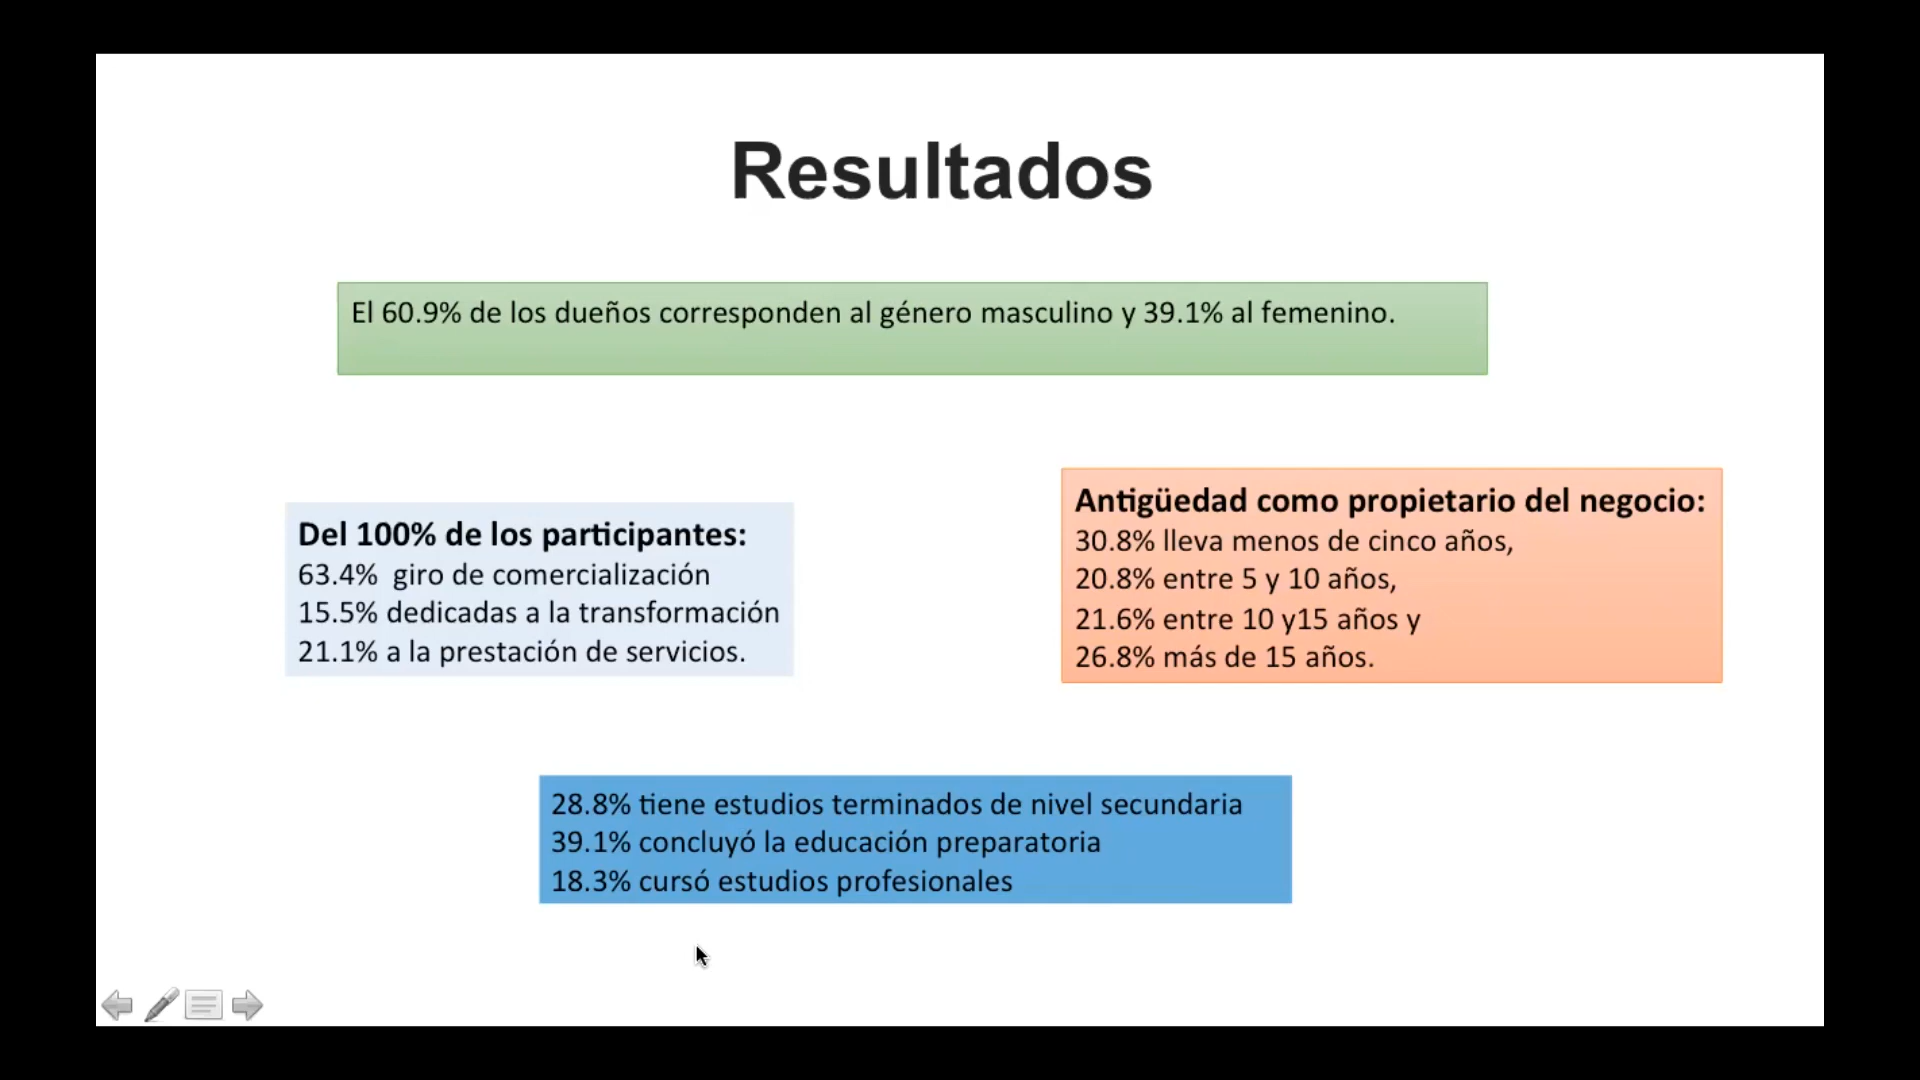 Resultados
El 60.9% de los dueños corresponden al género masculino y 39.1% al femenino.
Del 100% de los participantes:
63.4%  giro de comercialización
15.5% dedicadas a la transformación
21.1% a la prestación de servicios.
Antigüedad como propietario del negocio:
30.8% lleva menos de cinco años,
20.8% entre 5 y 10 años,
21.6% entre 10 y15 años y
26.8% más de 15 años.
28.8% tiene estudios terminados de nivel secundaria
39.1% concluyó la educación preparatoria
18.3% cursó estudios profesionales